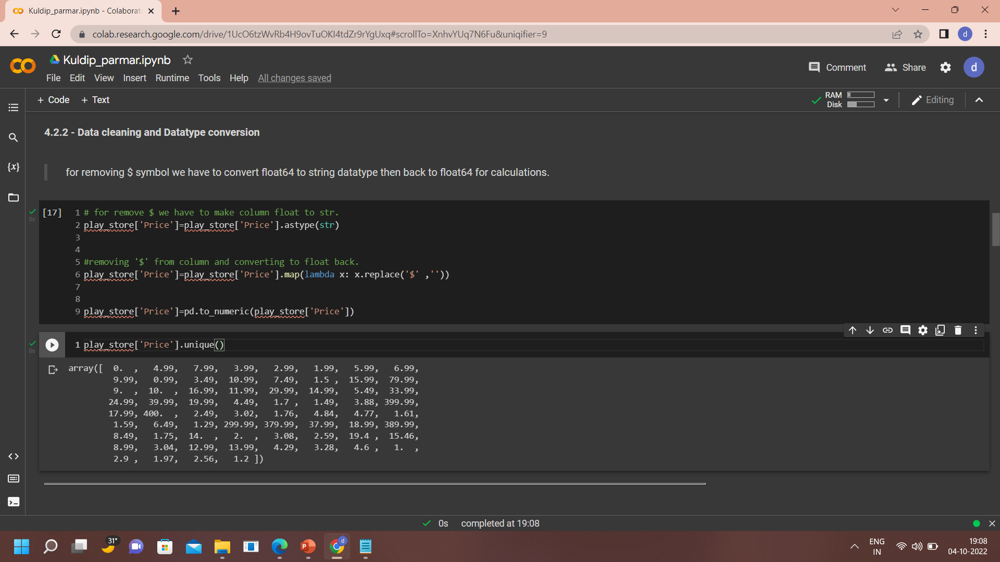 Kuldip_parmar.ipynb - Colaborat
colab.research.google.com/drive/1UcO6tzWvRb4H9ovTuOKI4tdZr9rYgUxq#scrollTo=XnhvYUq7N6Fu&uniqifier=9
d
Kuldip_parmar.ipynb
Comment Share d
File Edit View Insert Runtime Tools Help All changes saved
+ Code + Text
RAM
Disk
Editing
4.2.2 - Data cleaning and Datatype conversion
{x}
for removing $ symbol we have to convert float64 to string datatype then back to float64 for calculations.
[17] 1 # for remove $ we have to make column float to str.
0s
2 play_store['Price']=play_store['Price'].astype(str)
3
4
5 #removing '$' from column and converting to float back.
6 play_store['Price']=play_store['Price'].map(lambda x: x.replace('$' ,''))
7
8
9 play_store['Price']=pd.to_numeric(play_store['Price'])
1 play_store['Price'].unique()
0s
array([ 0. , 4.99, 7.99, 3.99, 2.99, 1.99, 5.99, 6.99,
9.99, 0.99, 3.49, 10.99, 7.49, 1.5 , 15.99, 79.99,
9. , 10. , 16.99, 11.99, 29.99, 14.99, 5.49, 33.99,
24.99, 39.99, 19.99, 4.49, 1.7 , 1.49, 3.88, 399.99,
17.99, 400. , 2.49, 3.02, 1.76, 4.84, 4.77, 1.61,
1.59, 6.49, 1.29, 299.99, 379.99, 37.99, 18.99, 389.99,
8.49, 1.75, 14. , 2. , 3.08, 2.59, 19.4 , 15.46,
8.99, 3.04, 12.99, 13.99, 4.29, 3.28, 4.6 , 1. ,
2.9 , 1.97, 2.56, 1.2 ])
0s completed at 19:08
31°
P
d
ENG
IN
19:08
04-10-2022